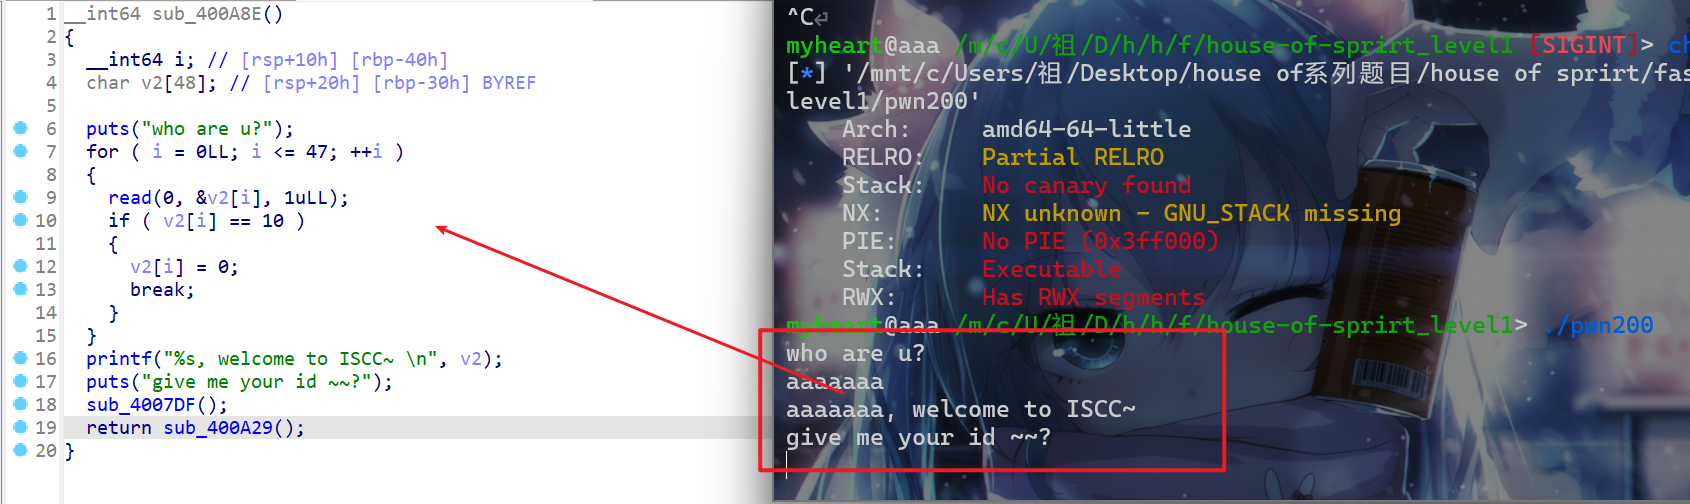 1 __int64 sub_400A8E()
2 {
3 __int64 i; // [rsp+10h] [rbp-40h]
4 char v2[48]; // [rsp+20h] [rbp-30h] BYREF
5
6 puts("who are u?");
7 for ( i = 0LL; i <= 47; ++i )
8 {
9 read(0, &v2[i], 1uLL);
10 if ( v2[i] == 10 )
11 {
12 v2[i] = 0;
13 break;
14 }
15 }
16 printf("%s, welcome to ISCC~ \n", v2);
17 puts("give me your id ~~?");
18 sub_4007DF();
19 return sub_400A29();
20 }
^C
myheart@aaa /m/c/U/祖/D/h/h/f/house-of-sprirt_level1 [SIGINT]> ch
[*] '/mnt/c/Users/祖/Desktop/house of系列题目/house of sprirt/fas
level1/pwn200'
Arch: amd64-64-little
RELRO: Partial RELRO
Stack: No canary found
NX: NX unknown - GNU_STACK missing
PIE: No PIE (0x3ff000)
Stack: Executable
RWX: Has RWX segments
myheart@aaa /m/c/U/祖/D/h/h/f/house-of-sprirt_level1> ./pwn200
who are u?
aaaaaaa
aaaaaaa, welcome to ISCC~
give me your id ~~?